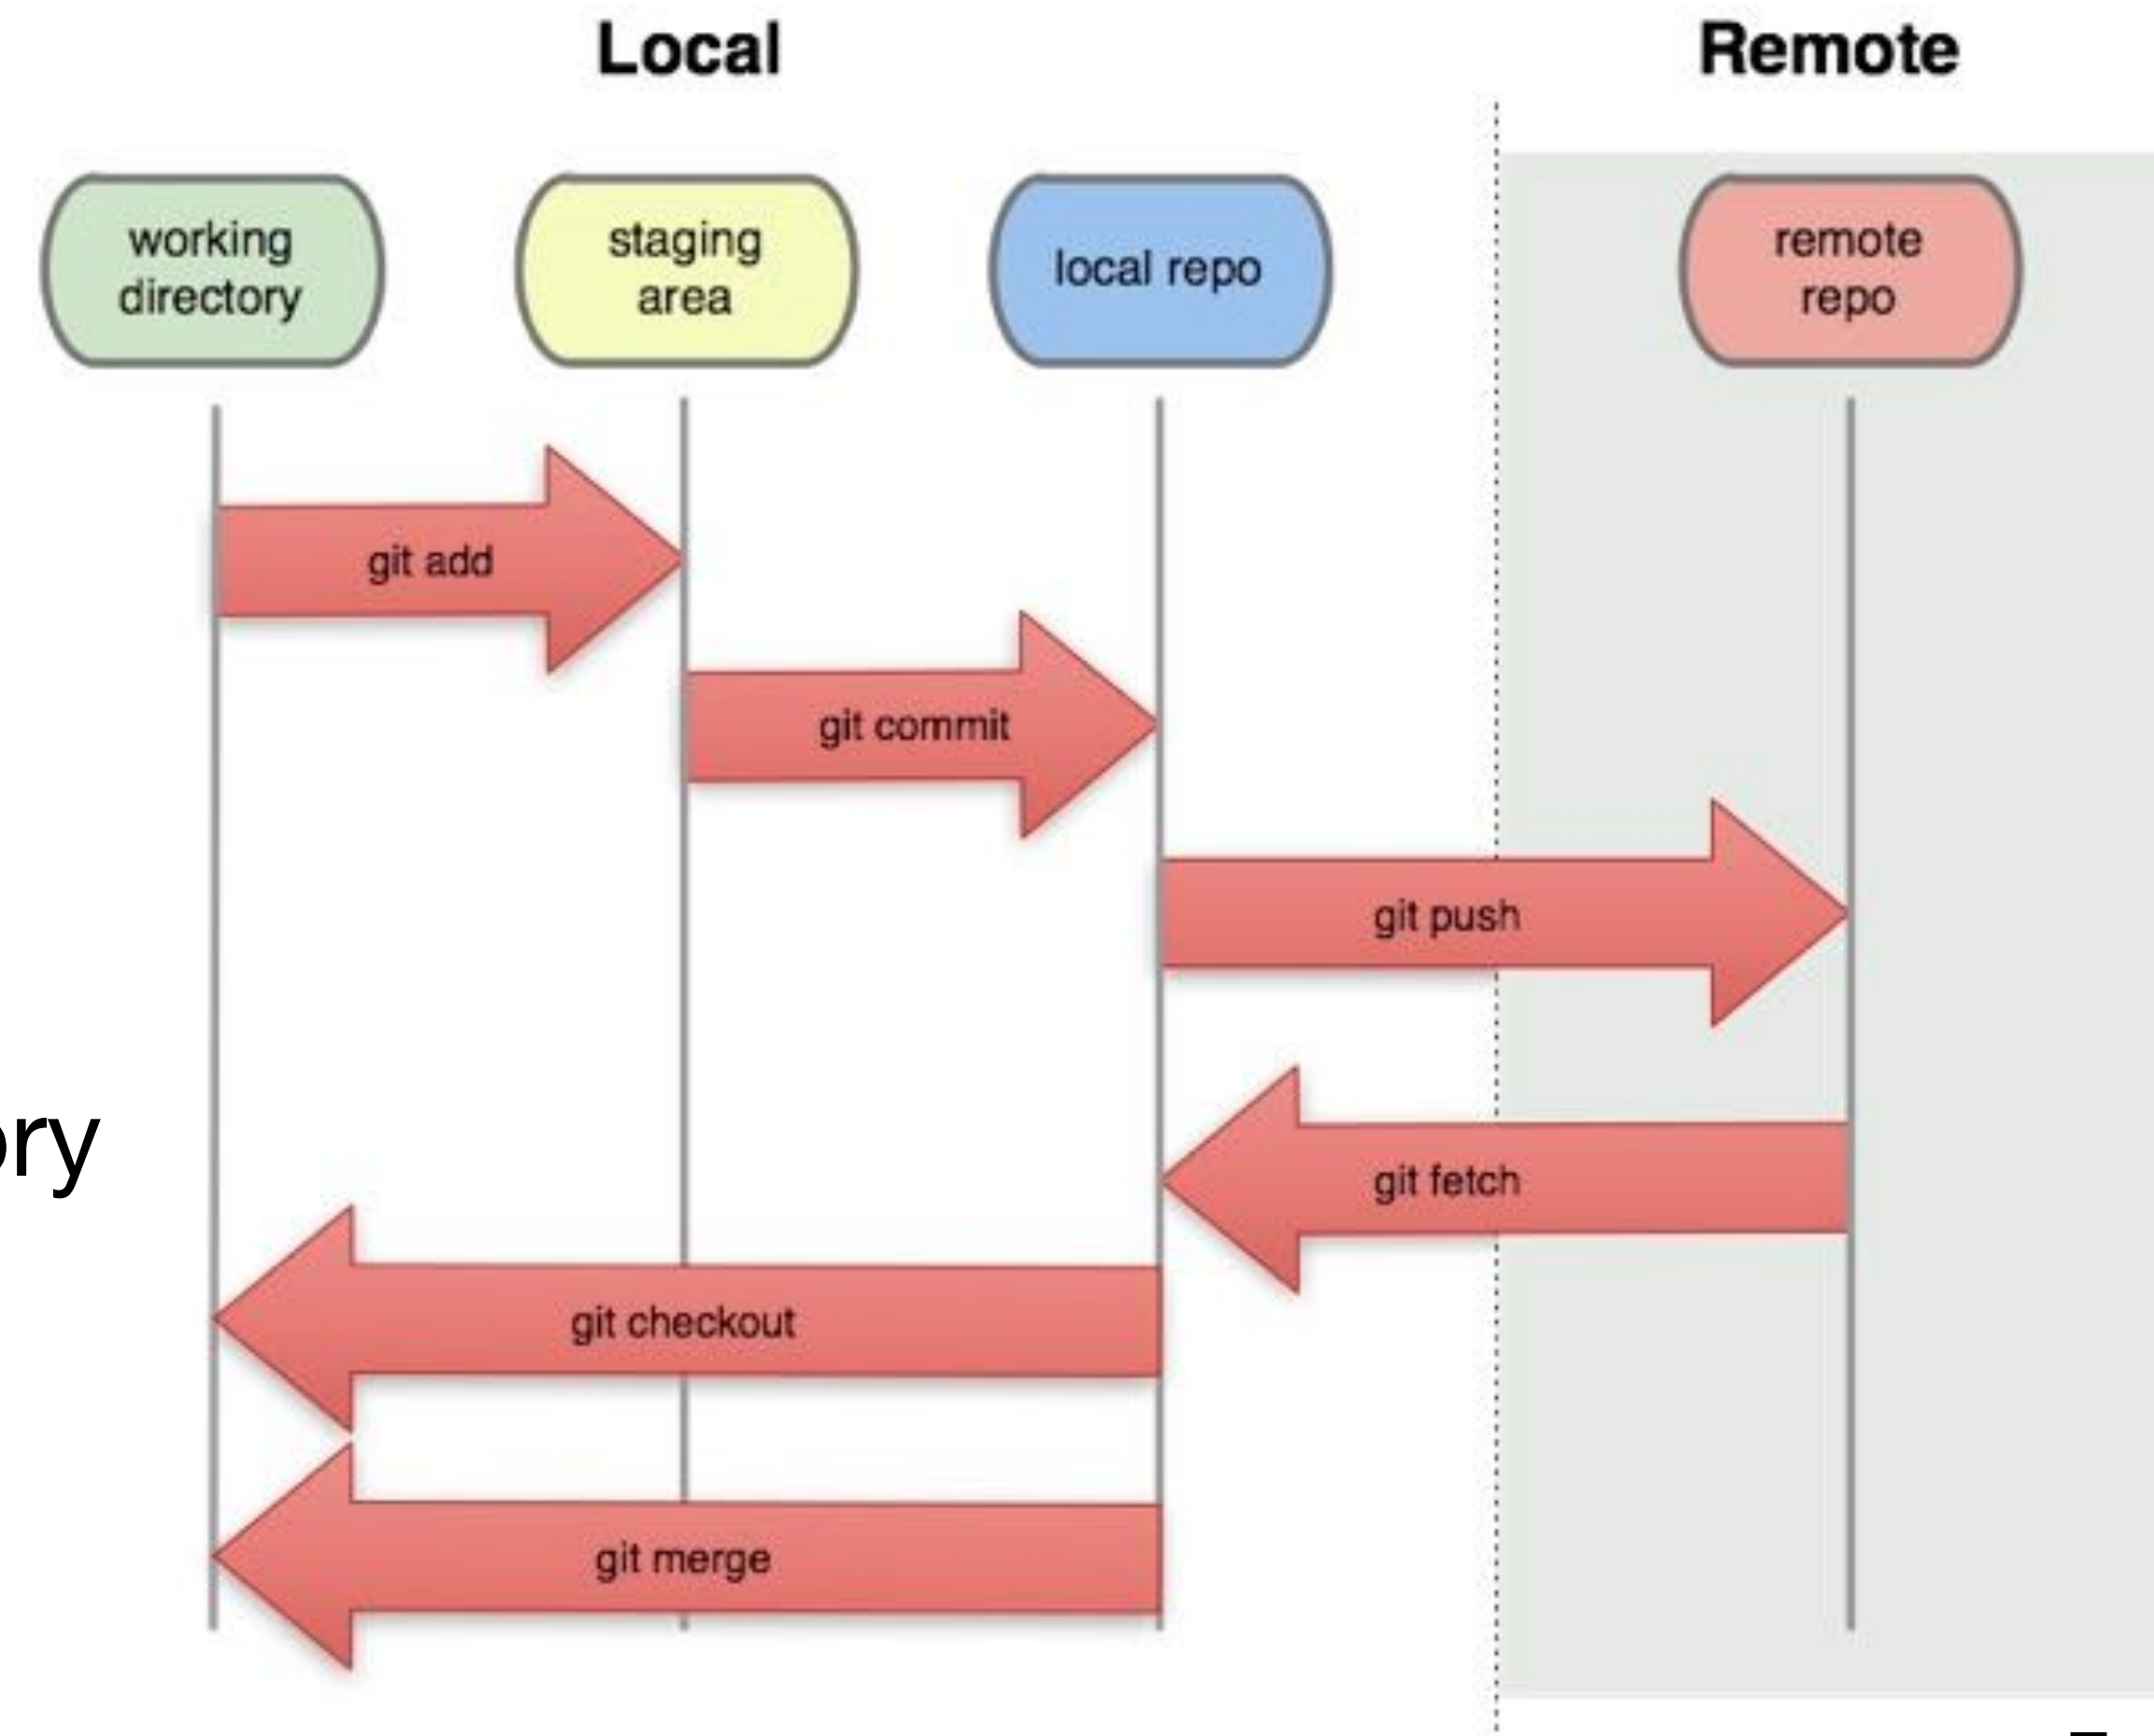 Local
Remote
working
directory
staging
area
local repo
remote
repo
git add
git commit
git push
ory
git fetch
git checkout
git merge